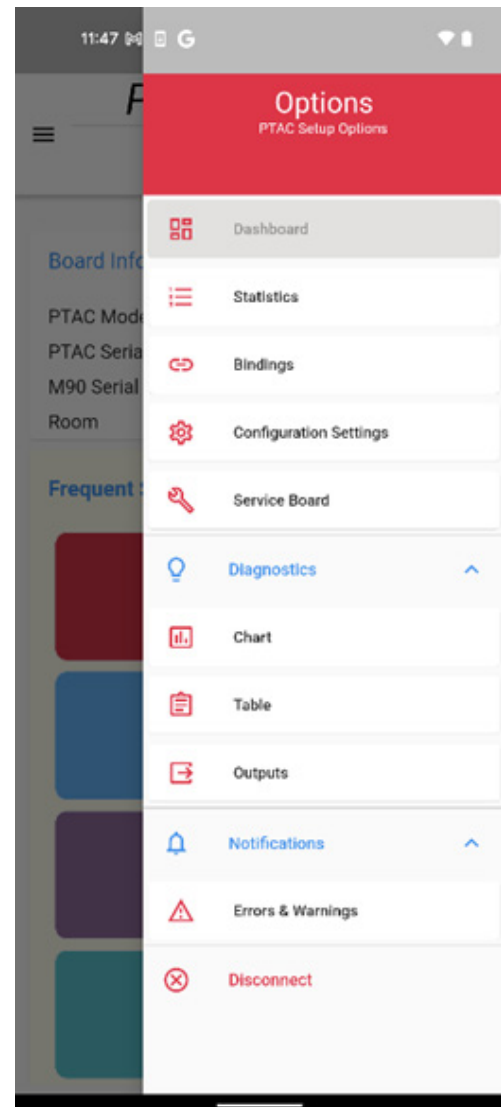 11:47
G
Options
PTAC Setup Options
Dashboard
Board Info
Statistics
PTAC Mode
PTAC Seria
Bindings
M90 Serial
Room
Configuration Settings
Frequent
Service Board
Diagnostics
Chart
Table
Outputs
Notifications
Errors & Warnings
Disconnect